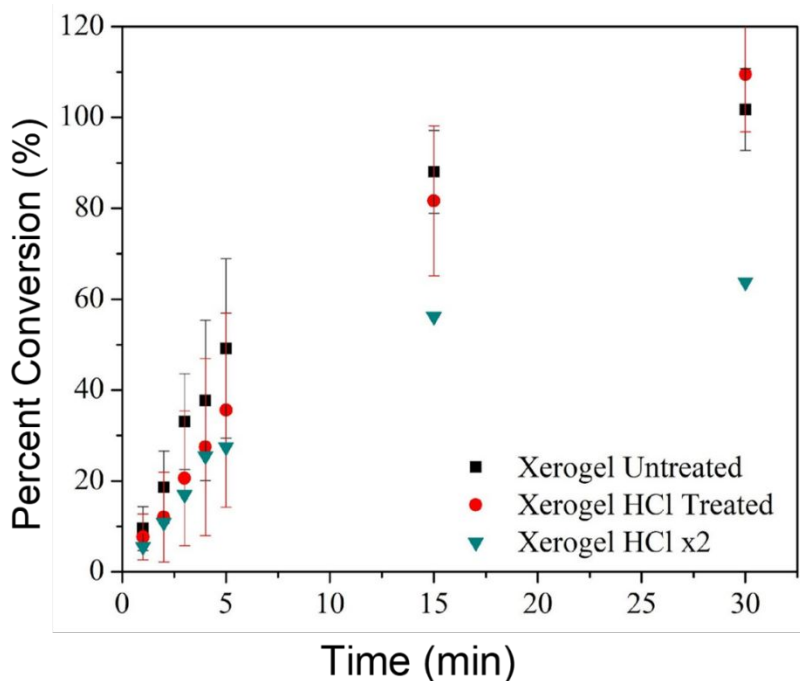 120
100
80
60
40
20
0
Percent Conversion (%)
Xerogel Untreated
Xerogel HCl Treated
Xerogel HCl x2
0 5 10 15 20 25 30
Time (min)